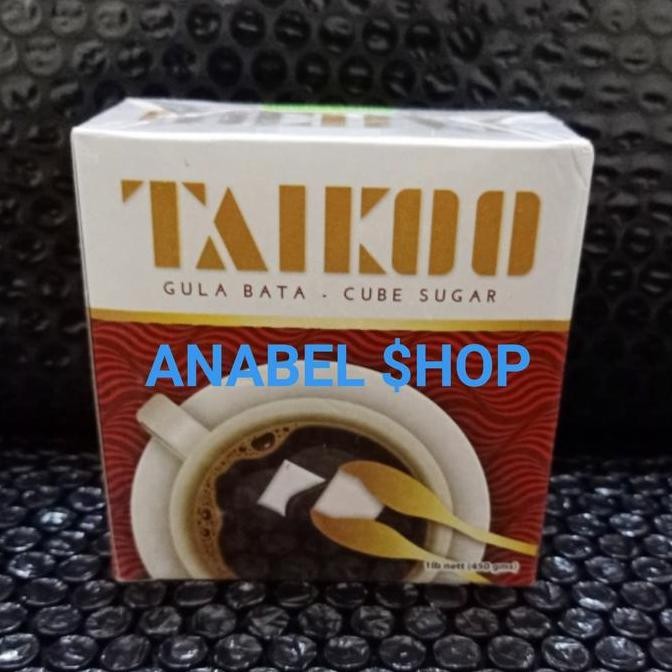 TAIKOO
GULA BATA - CUBE SUGAR
ANABEL $HOP
1lb nett (450 gms)